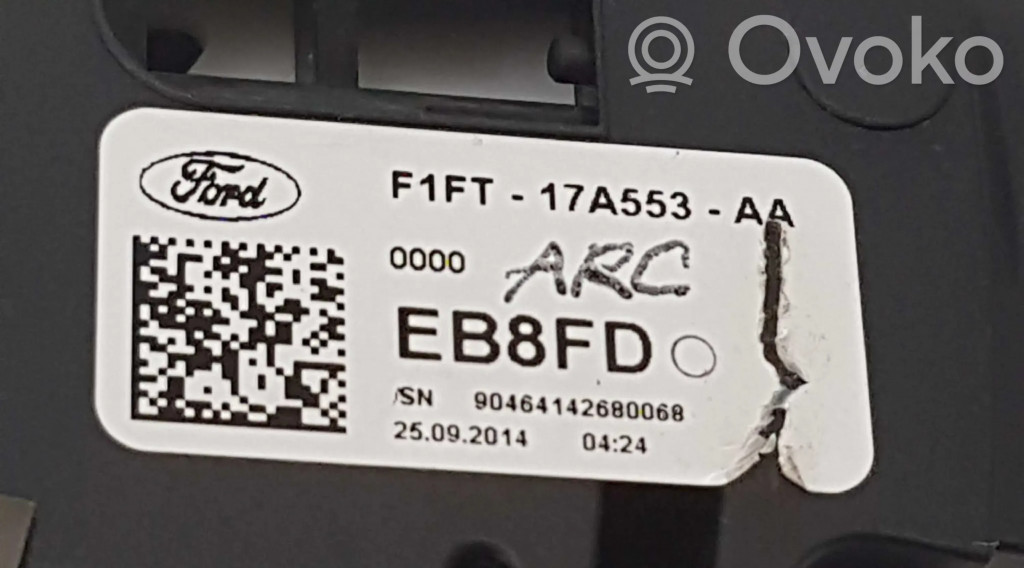 Ovoko
Ford
F1FT - 17A553 - AA
0000 ARC
EB8FD
/SN 90464142680068
25.09.2014 04:24